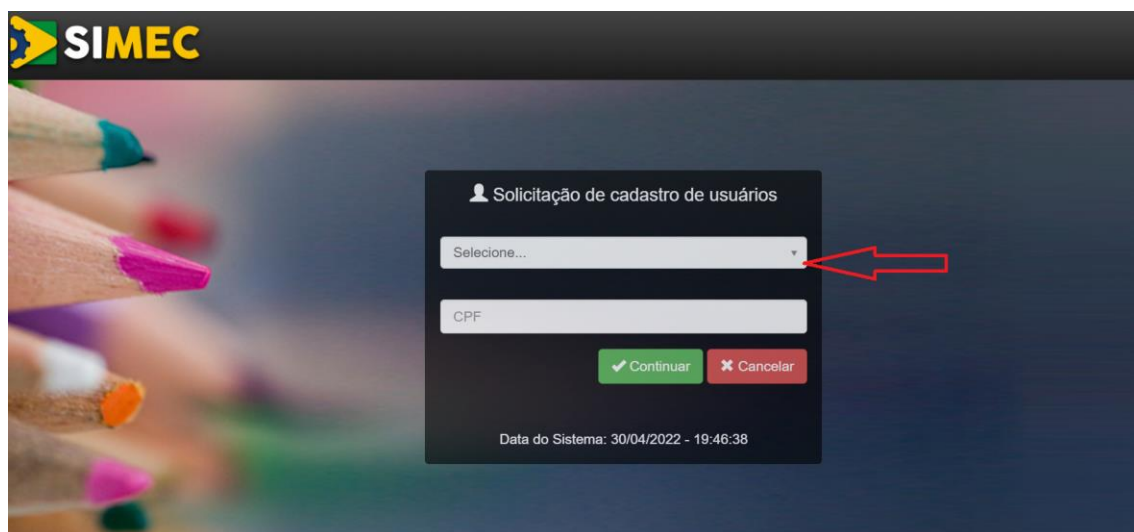 SIMEC
Solicitação de cadastro de usuários
Selecione...
CPF
Continuar Cancelar
Data do Sistema: 30/04/2022 - 19:46:38